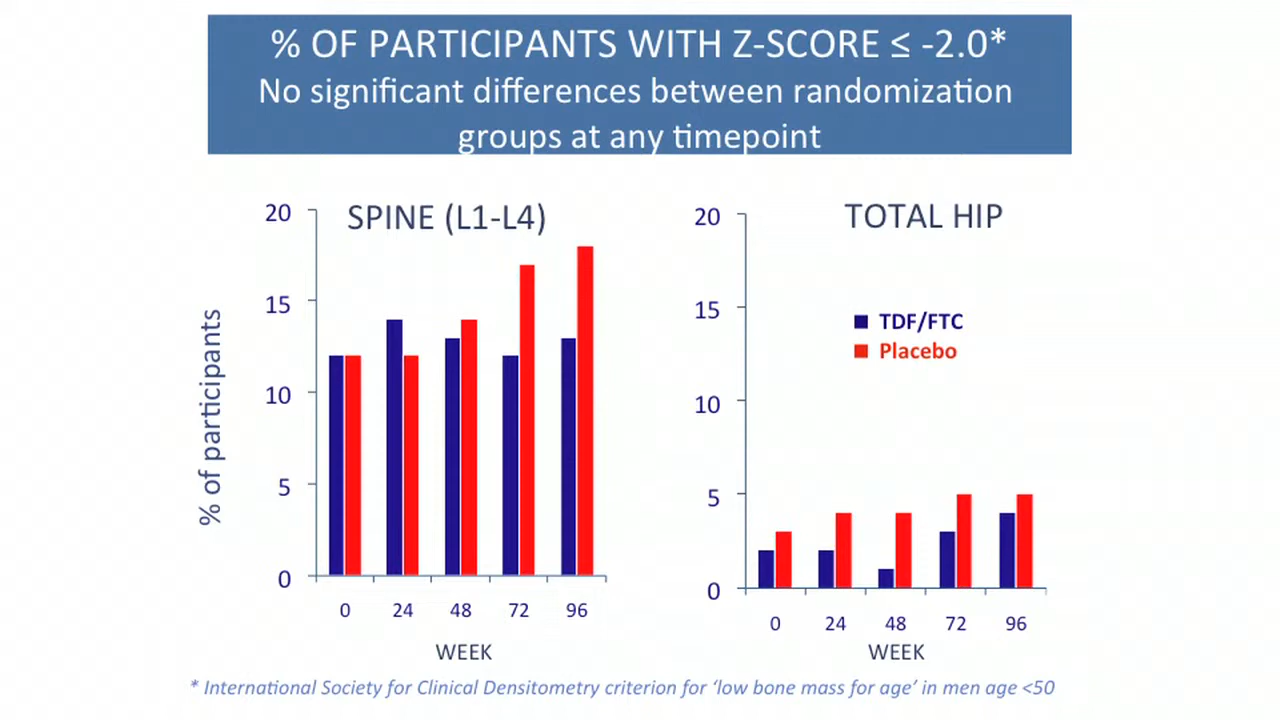 % OF PARTICIPANTS WITH Z-SCORE ≤ -2.0*
No significant differences between randomization
groups at any timepoint
SPINE (L1-L4)
% of participants
20
15
10
5
0
0 24 48 72 96
WEEK
TOTAL HIP
20
15
10
5
0
TDF/FTC
Placebo
0 24 48 72 96
WEEK
* International Society for Clinical Densitometry criterion for ‘low bone mass for age’ in men age <50